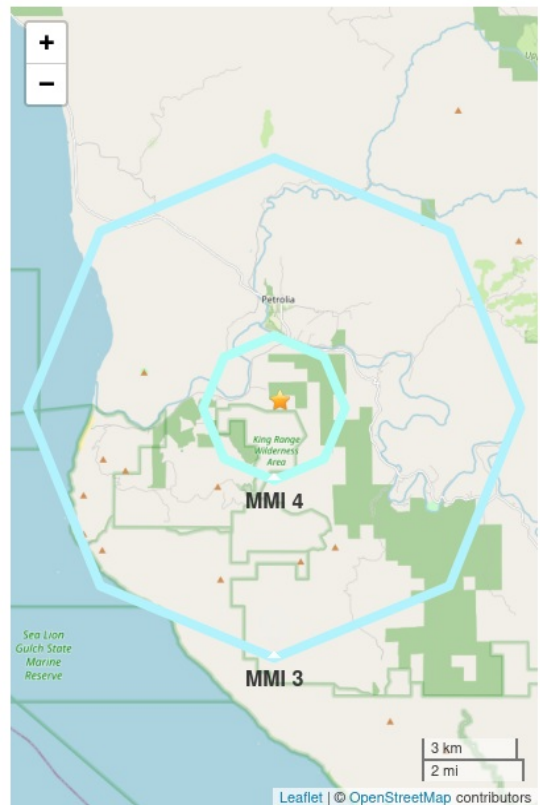 +
−
Petrolia
King Range
Wilderness
Area
MMI 4
Sea Lion
Gulch State
Marine
Reserve
MMI 3
3 km
2 mi
Leaflet | © OpenStreetMap contributors